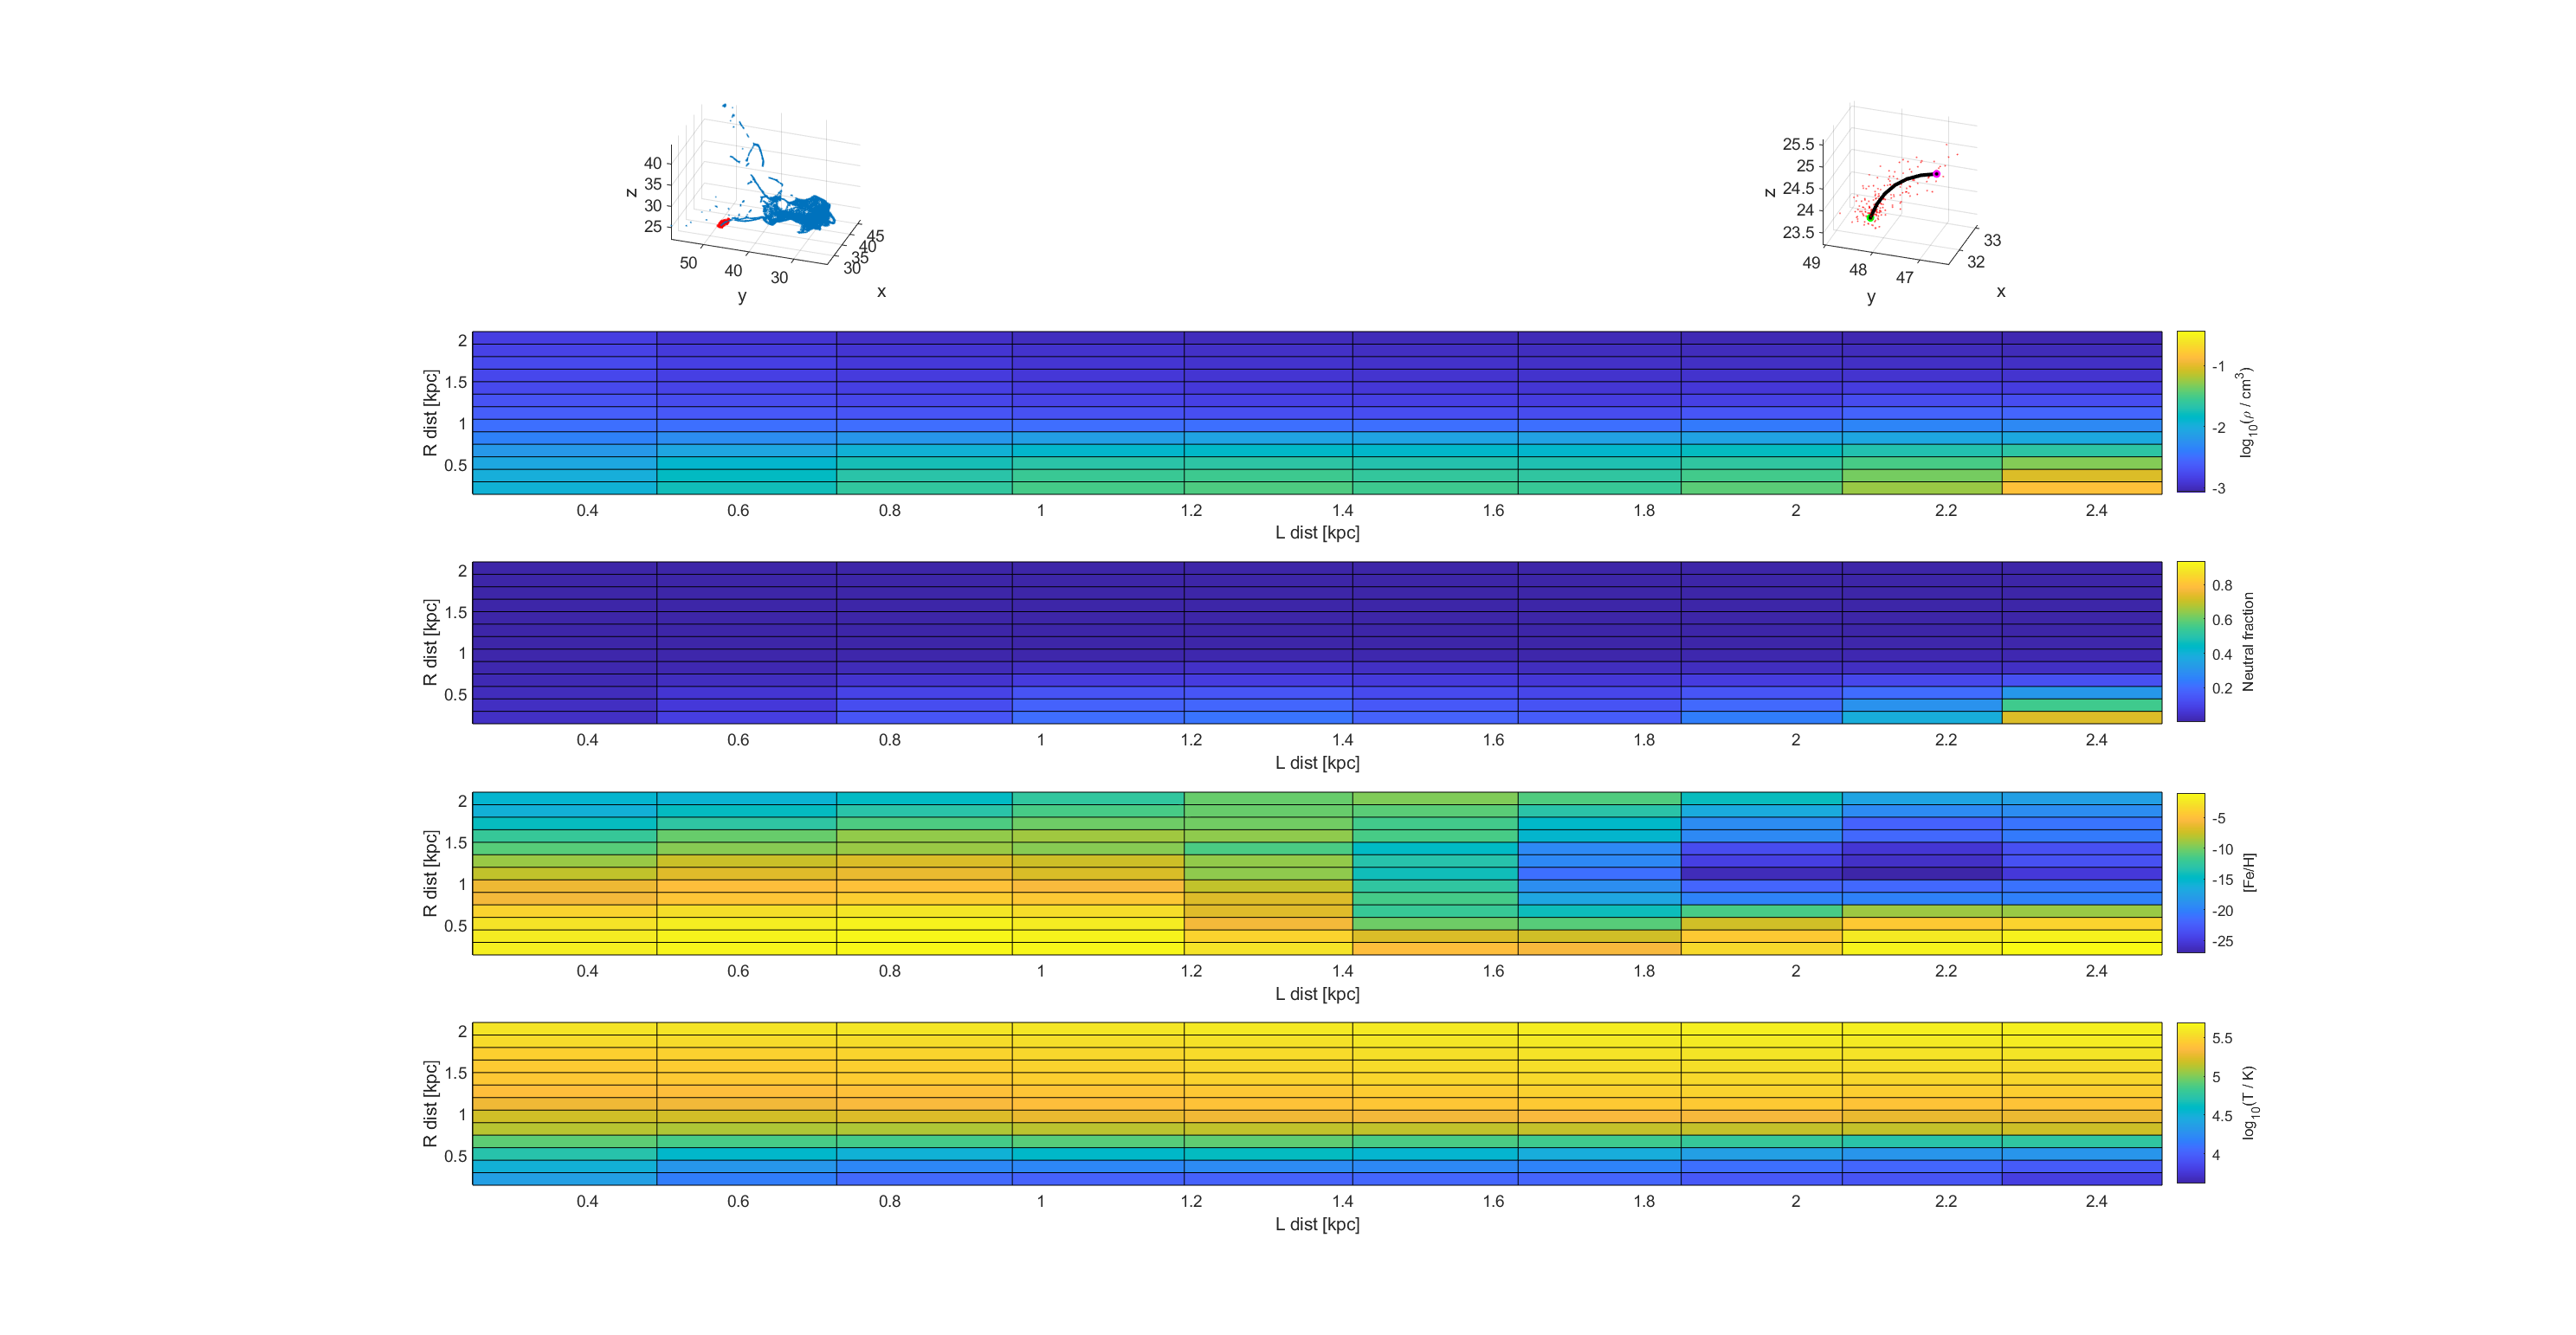 40
35
30
25
z
50
40
30
y
45
40
35
30
x
25.5
25
24.5
24
23.5
z
49
48
47
y
33
32
x
2
1.5
1
0.5
R dist [kpc]
0.4 0.6 0.8 1 1.2 1.4 1.6 1.8 2 2.2 2.4
L dist [kpc]
-1
-2
-3
log10(ρ / cm3)
2
1.5
1
0.5
R dist [kpc]
0.4 0.6 0.8 1 1.2 1.4 1.6 1.8 2 2.2 2.4
L dist [kpc]
0.8
0.6
0.4
0.2
Neutral fraction
2
1.5
1
0.5
R dist [kpc]
0.4 0.6 0.8 1 1.2 1.4 1.6 1.8 2 2.2 2.4
L dist [kpc]
-5
-10
-15
-20
-25
[Fe/H]
2
1.5
1
0.5
R dist [kpc]
0.4 0.6 0.8 1 1.2 1.4 1.6 1.8 2 2.2 2.4
L dist [kpc]
5.5
5
4.5
4
log10(T / K)